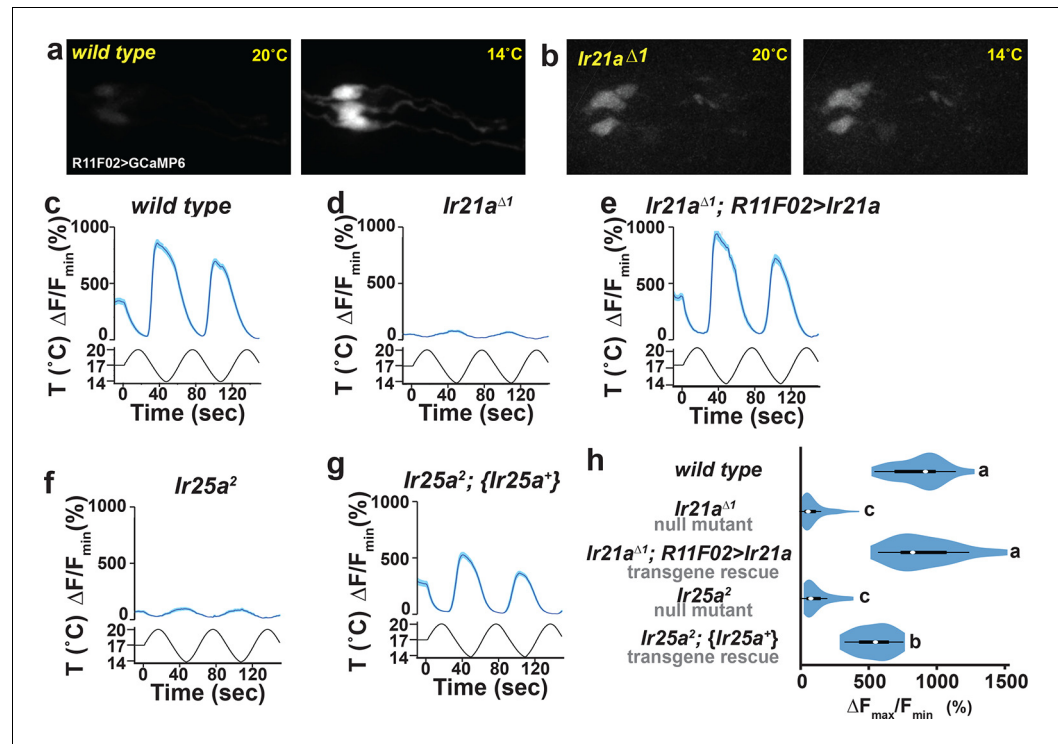 a wild type 20˚C 14˚C
R11F02>GCaMP6
b Ir21a Δ1 20˚C 14˚C
c wild type
T (˚C) ΔF/Fmin(%)
1000
500
0
20
17
14
0 40 80 120
Time (sec)
d Ir21aΔ1
T (˚C) ΔF/Fmin(%)
1000
500
0
20
17
14
0 40 80 120
Time (sec)
e Ir21aΔ1; R11F02>Ir21a
T (˚C) ΔF/Fmin(%)
1000
500
0
20
17
14
0 40 80 120
Time (sec)
f Ir25a2
T (˚C) ΔF/Fmin(%)
1000
500
0
20
17
14
0 40 80 120
Time (sec)
g Ir25a2; {Ir25a+}
T (˚C) ΔF/Fmin(%)
1000
500
0
20
17
14
0 40 80 120
Time (sec)
h
wild type a
Ir21aΔ1 c
null mutant
Ir21aΔ1; R11F02>Ir21a a
transgene rescue
Ir25a2 c
null mutant
Ir25a2; {Ir25a+} b
transgene rescue
0 500 1000 1500
ΔFmax/Fmin (%)